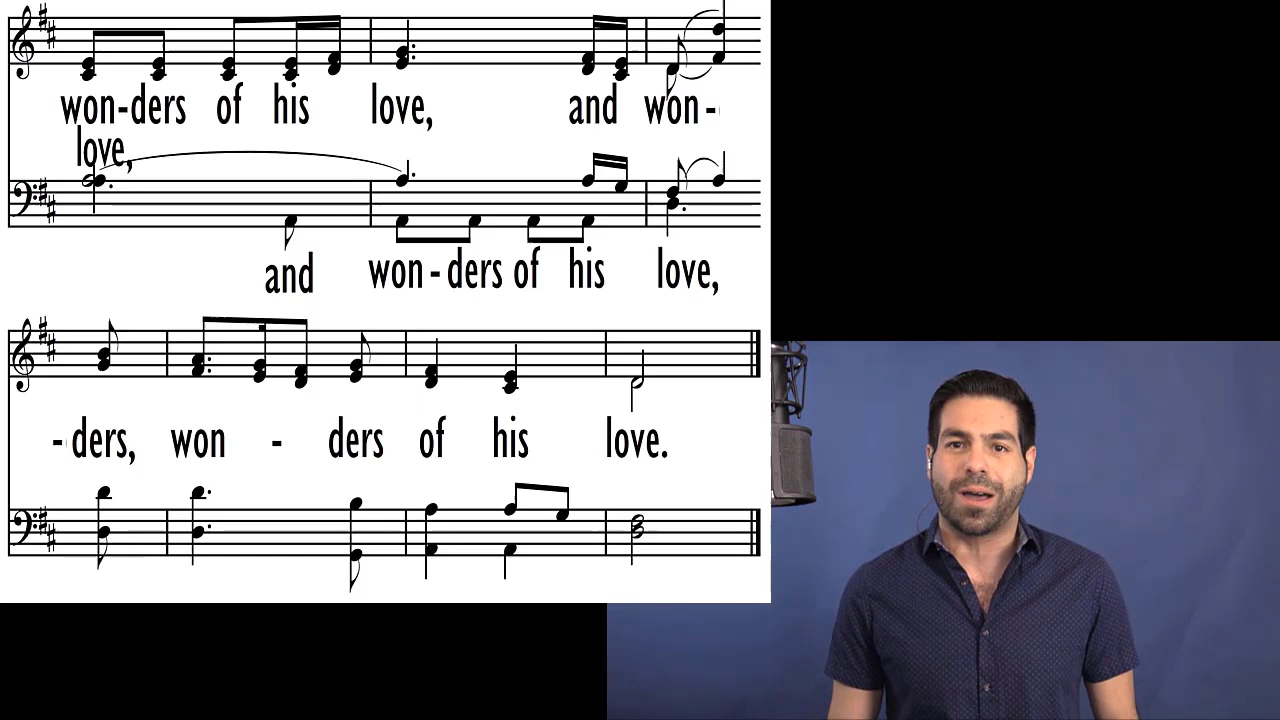 won-ders of his love, and won-
love,
and won-ders of his love,
-ders, won - ders of his love.